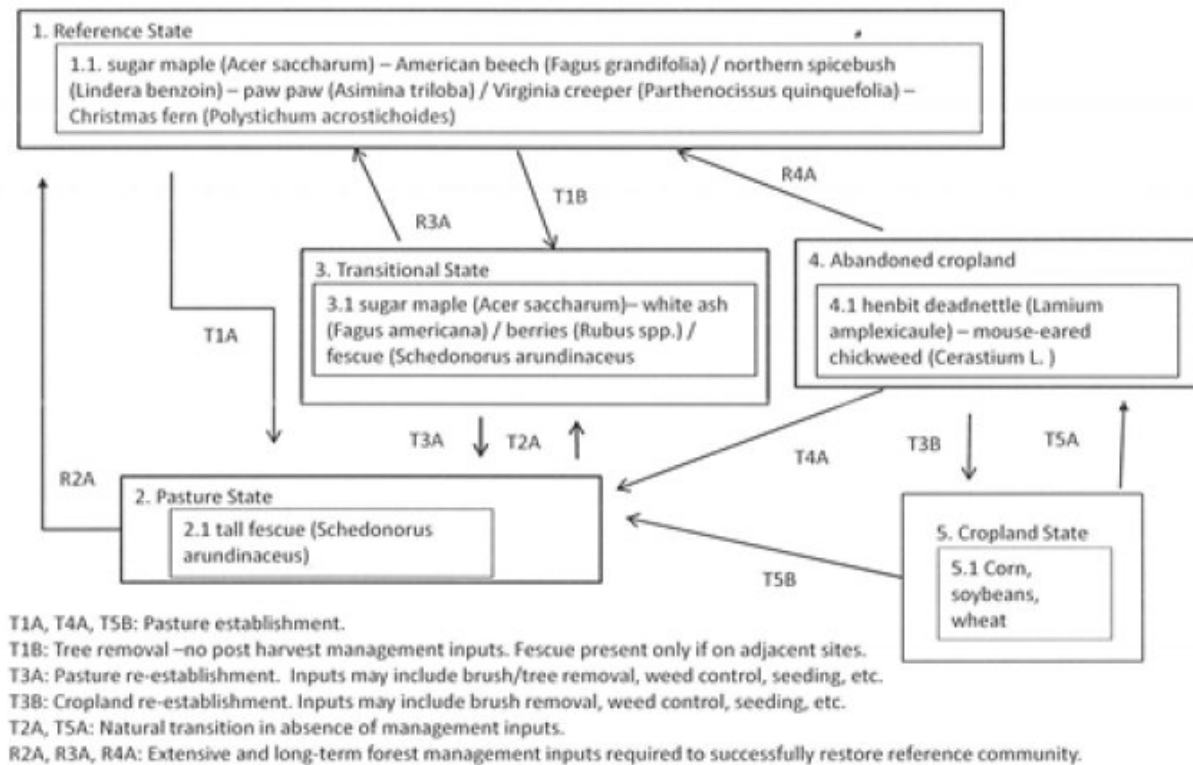 1. Reference State
1.1. sugar maple (Acer saccharum) – American beech (Fagus grandifolia) / northern spicebush
(Lindera benzoin) – paw paw (Asimina triloba) / Virginia creeper (Parthenocissus quinquefolia) –
Christmas fern (Polystichum acrostichoides)
R3A
T1B
R4A
3. Transitional State
3.1 sugar maple (Acer saccharum)– white ash
(Fagus americana) / berries (Rubus spp.) /
fescue (Schedonorus arundinaceus
4. Abandoned cropland
4.1 henbit deadnettle (Lamium
amplexicaule) – mouse-eared
chickweed (Cerastium L. )
T1A
T3A
T2A
T4A
T3B
T5A
R2A
2. Pasture State
2.1 tall fescue (Schedonorus
arundinaceus)
T5B
5. Cropland State
5.1 Corn,
soybeans,
wheat
T1A, T4A, T5B: Pasture establishment.
T1B: Tree removal –no post harvest management inputs. Fescue present only if on adjacent sites.
T3A: Pasture re-establishment. Inputs may include brush/tree removal, weed control, seeding, etc.
T3B: Cropland re-establishment. Inputs may include brush removal, weed control, seeding, etc.
T2A, T5A: Natural transition in absence of management inputs.
R2A, R3A, R4A: Extensive and long-term forest management inputs required to successfully restore reference community.